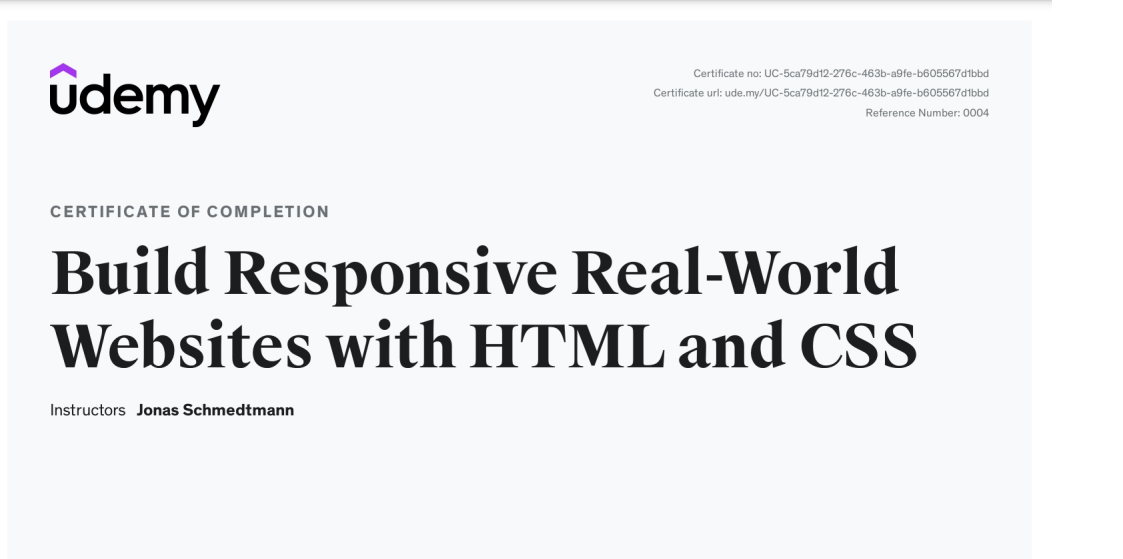 udemy
Certificate no: UC-5ca79d12-276c-463b-a9fe-b605567d1bbd
Certificate url: ude.my/UC-5ca79d12-276c-463b-a9fe-b605567d1bbd
Reference Number: 0004
CERTIFICATE OF COMPLETION
Build Responsive Real-World
Websites with HTML and CSS
Instructors Jonas Schmedtmann